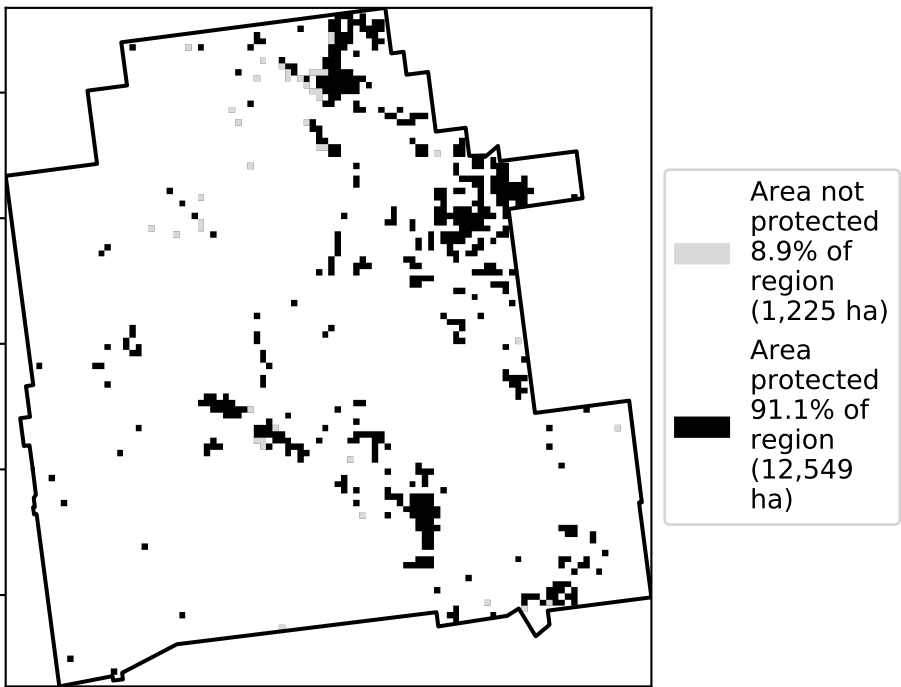 Area not
protected
8.9% of
region
(1,225 ha)
Area
protected
91.1% of
region
(12,549
ha)